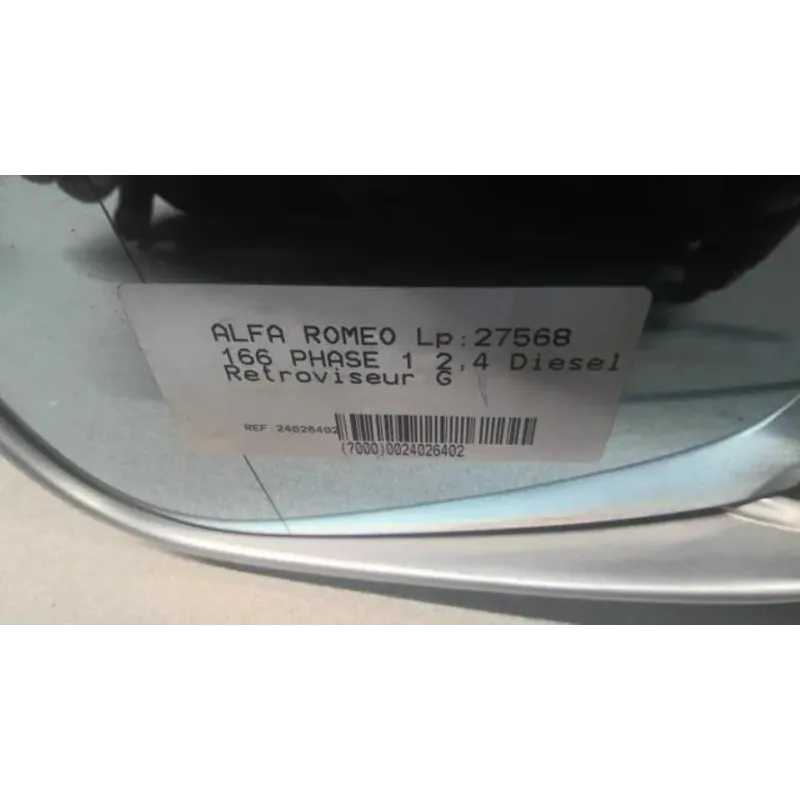 ALFA ROMEO Lp:27568
166 PHASE 1 2,4 Diesel
Retroviseur G
REF 24026402
(7000)0024026402